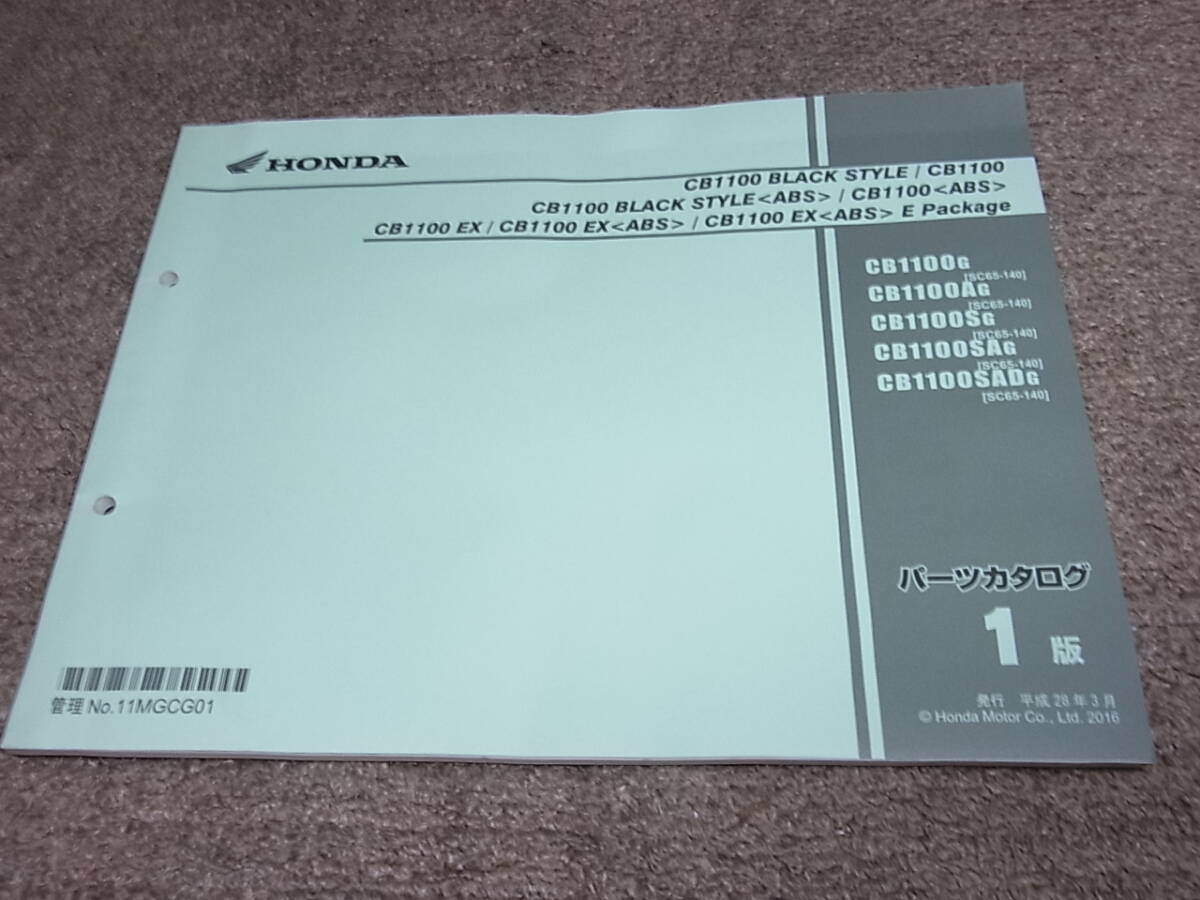 HONDA
CB1100 BLACK STYLE / CB1100
CB1100 BLACK STYLE<ABS> / CB1100<ABS>
CB1100 EX / CB1100 EX<ABS> / CB1100 EX<ABS> E Package
CB1100G
[SC65-140]
CB1100AG
[SC65-140]
CB1100SG
[SC65-140]
CB1100SAG
[SC65-140]
CB1100SADG
[SC65-140]
パーツカタログ
1 版
発行 平成 28 年 3 月
© Honda Motor Co., Ltd. 2016
管理 No.11MGCG01